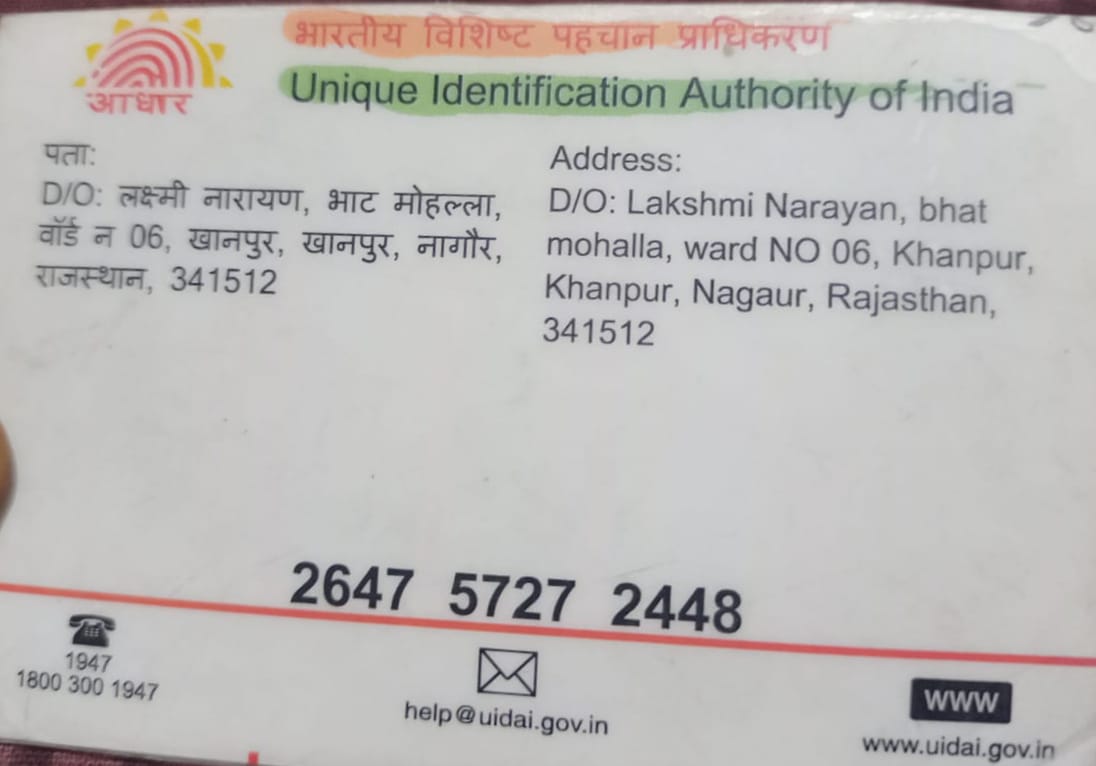 भारतीय विशिष्ट पहचान प्राधिकरण
Unique Identification Authority of India
आधार
पता:
D/O: लक्ष्मी नारायण, भाट मोहल्ला,
वॉर्ड न 06, खानपुर, खानपुर, नागौर,
राजस्थान, 341512
Address:
D/O: Lakshmi Narayan, bhat
mohalla, ward NO 06, Khanpur,
Khanpur, Nagaur, Rajasthan,
341512
2647 5727 2448
1947
1800 300 1947
help@uidai.gov.in
WWW
www.uidai.gov.in